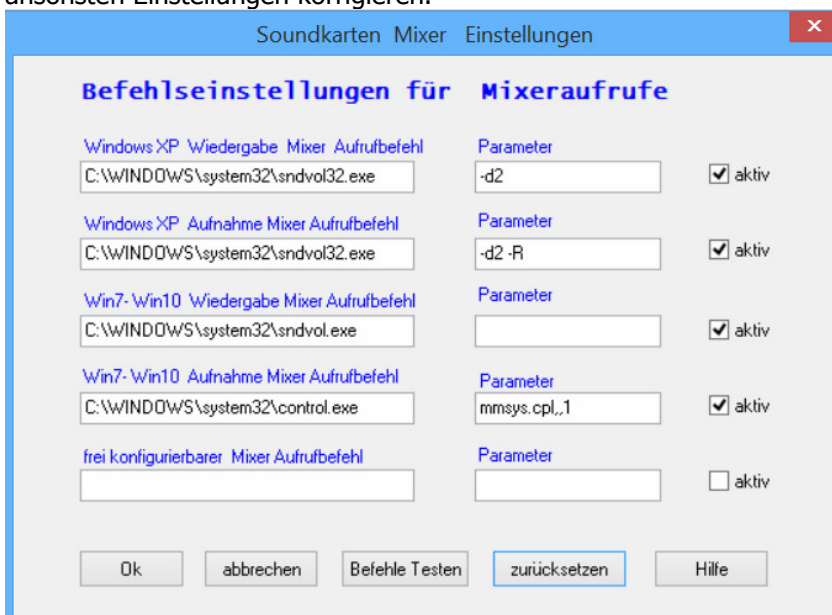 ansonsten Einstellungen korrigieren.
Soundkarten Mixer Einstellungen
Befehlseinstellungen für Mixeraufrufe
Windows XP Wiedergabe Mixer Aufrufbefehl Parameter
C:\WINDOWS\system32\sndvol32.exe -d2 aktiv
Windows XP Aufnahme Mixer Aufrufbefehl Parameter
C:\WINDOWS\system32\sndvol32.exe -d2 -R aktiv
Win7- Win10 Wiedergabe Mixer Aufrufbefehl Parameter
C:\WINDOWS\system32\sndvol.exe aktiv
Win7- Win10 Aufnahme Mixer Aufrufbefehl Parameter
C:\WINDOWS\system32\control.exe mmsys.cpl,,1 aktiv
frei konfigurierbarer Mixer Aufrufbefehl Parameter
aktiv
Ok abbrechen Befehle Testen zurücksetzen Hilfe